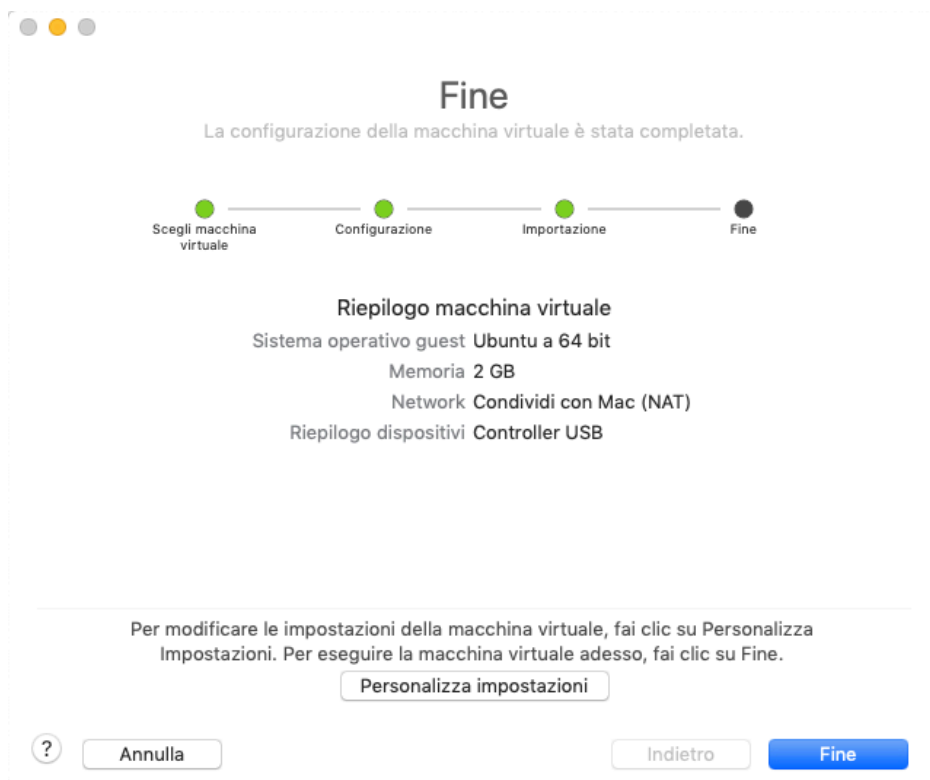 Fine
La configurazione della macchina virtuale è stata completata.
Scegli macchina
virtuale
Configurazione
Importazione
Fine
Riepilogo macchina virtuale
Sistema operativo guest Ubuntu a 64 bit
Memoria 2 GB
Network Condividi con Mac (NAT)
Riepilogo dispositivi Controller USB
Per modificare le impostazioni della macchina virtuale, fai clic su Personalizza
Impostazioni. Per eseguire la macchina virtuale adesso, fai clic su Fine.
Personalizza impostazioni
? Annulla Indietro Fine